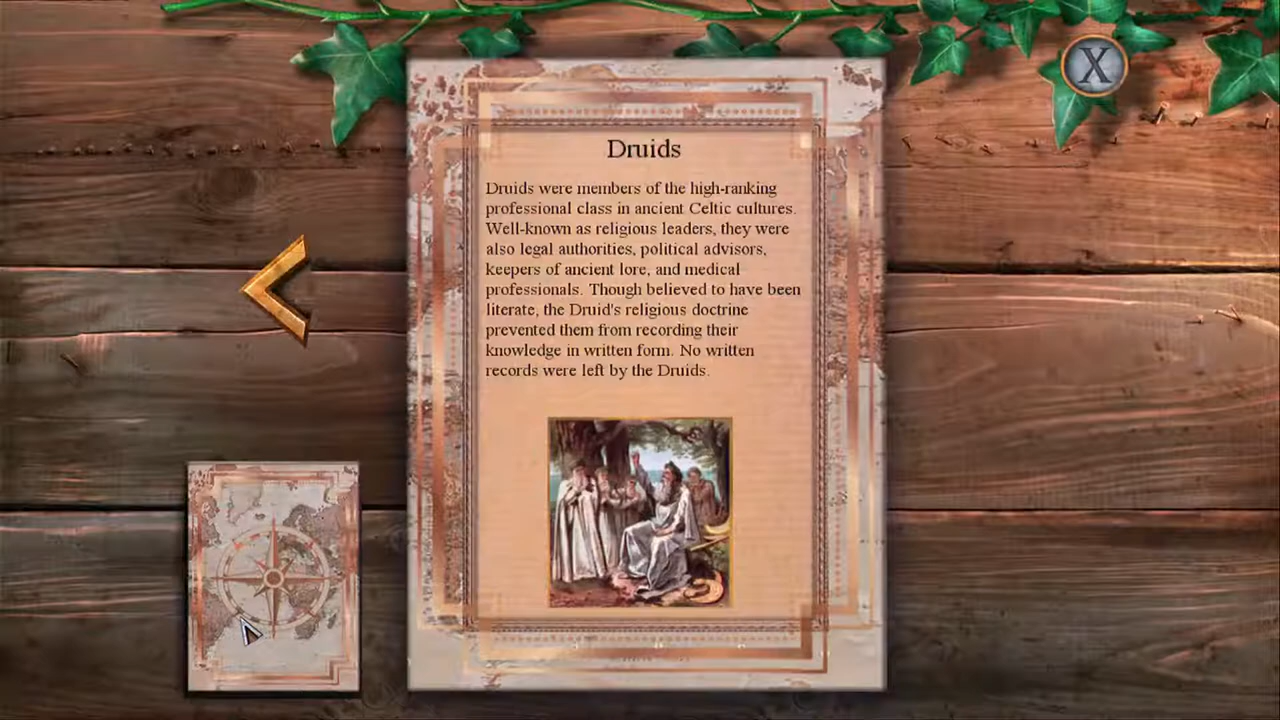 X
Druids
Druids were members of the high-ranking
professional class in ancient Celtic cultures.
Well-known as religious leaders, they were
also legal authorities, political advisors,
keepers of ancient lore, and medical
professionals. Though believed to have been
literate, the Druid's religious doctrine
prevented them from recording their
knowledge in written form. No written
records were left by the Druids.